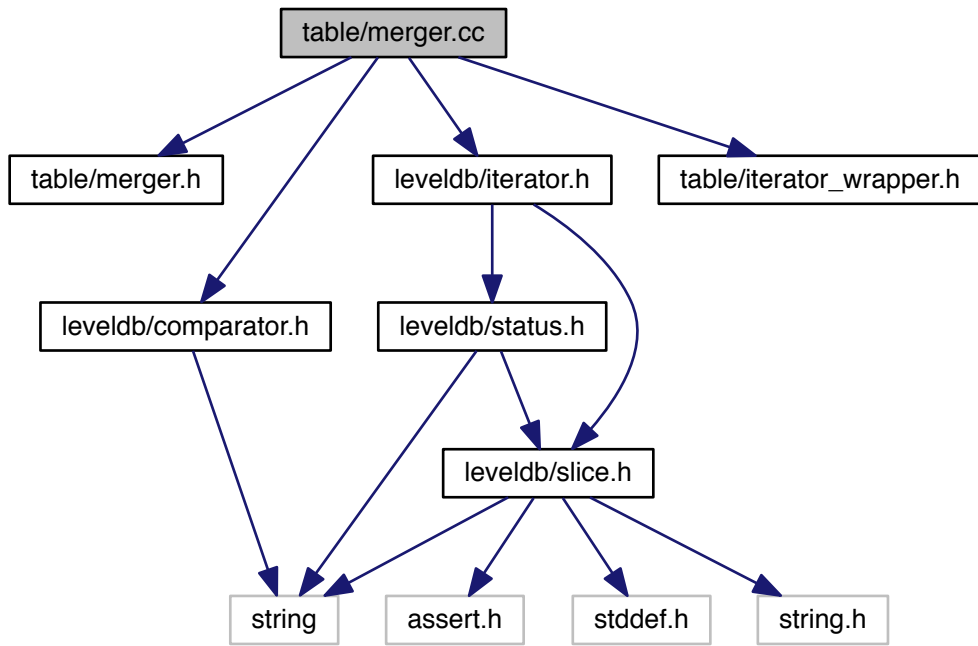 table/merger.cc
table/merger.h
leveldb/iterator.h
table/iterator_wrapper.h
leveldb/comparator.h
leveldb/status.h
leveldb/slice.h
string
assert.h
stddef.h
string.h